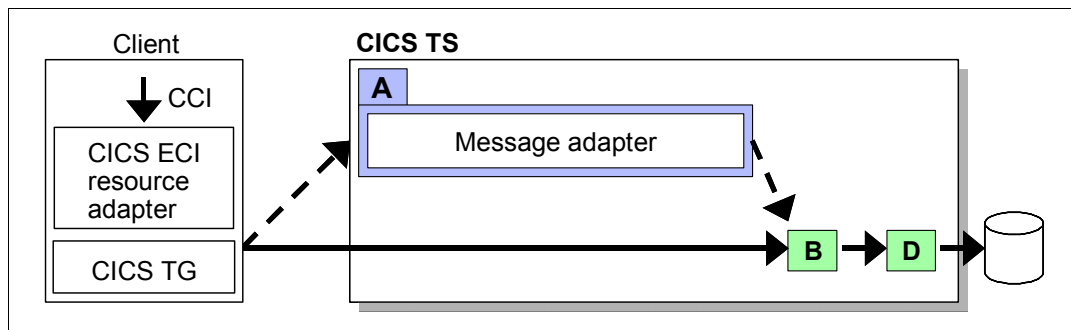 Client
CICS TS
CCI
A
Message adapter
CICS ECI
resource
adapter
B
D
CICS TG